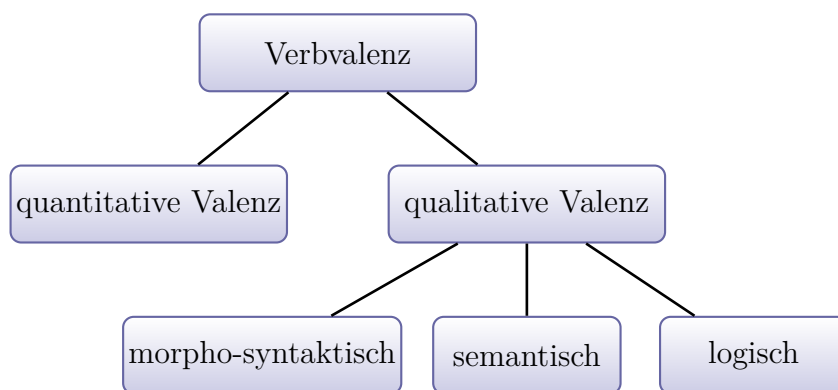 Verbvalenz
quantitative Valenz
qualitative Valenz
morpho-syntaktisch
semantisch
logisch